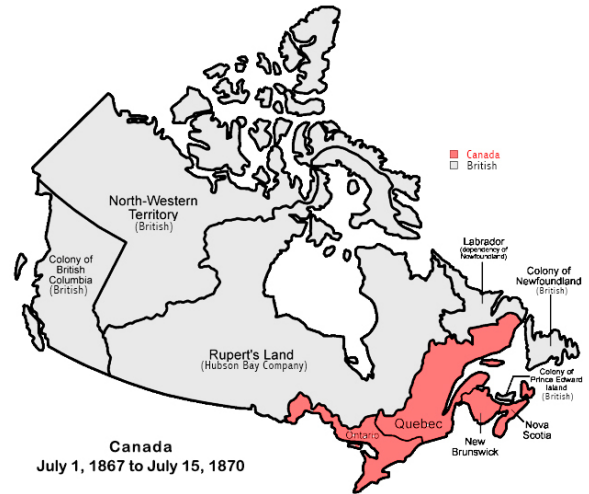 Canada
British
North-Western
Territory
(British)
Colony of
British
Columbia
(British)
Labrador
(dependency of
Newfoundland)
Colony of
Newfoundland
(British)
Rupert's Land
(Hubson Bay Company)
Colony of
Prince Edward
Island
(British)
Ontario
Quebec
New
Brunswick
Nova
Scotia
Canada
July 1, 1867 to July 15, 1870